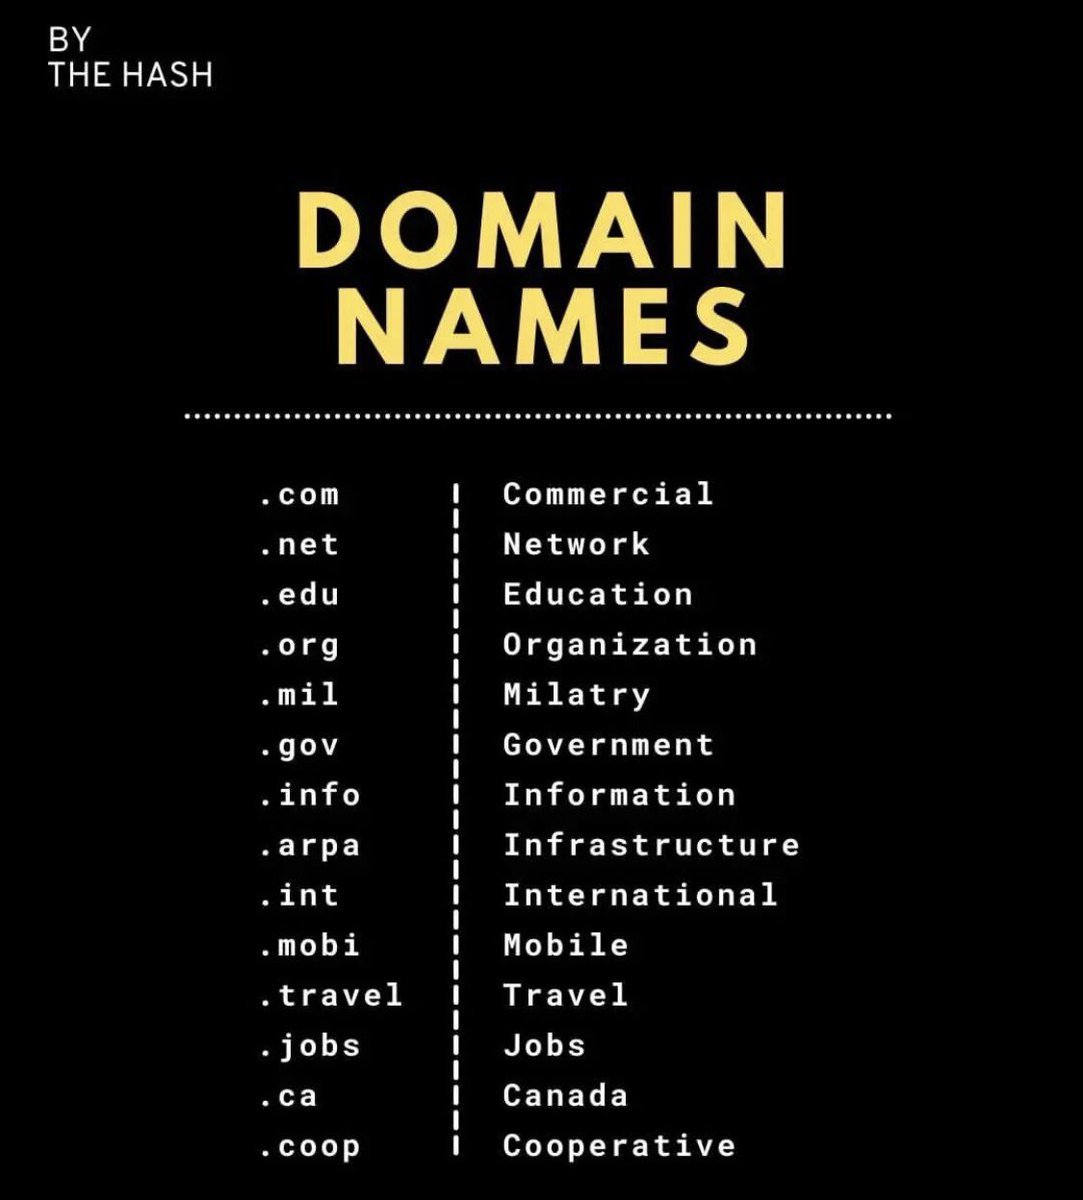 BY
THE HASH
DOMAIN
NAMES
.com Commercial
.net Network
.edu Education
.org Organization
.mil Milatry
.gov Government
.info Information
.arpa Infrastructure
.int International
.mobi Mobile
.travel Travel
.jobs Jobs
.ca Canada
.coop Cooperative